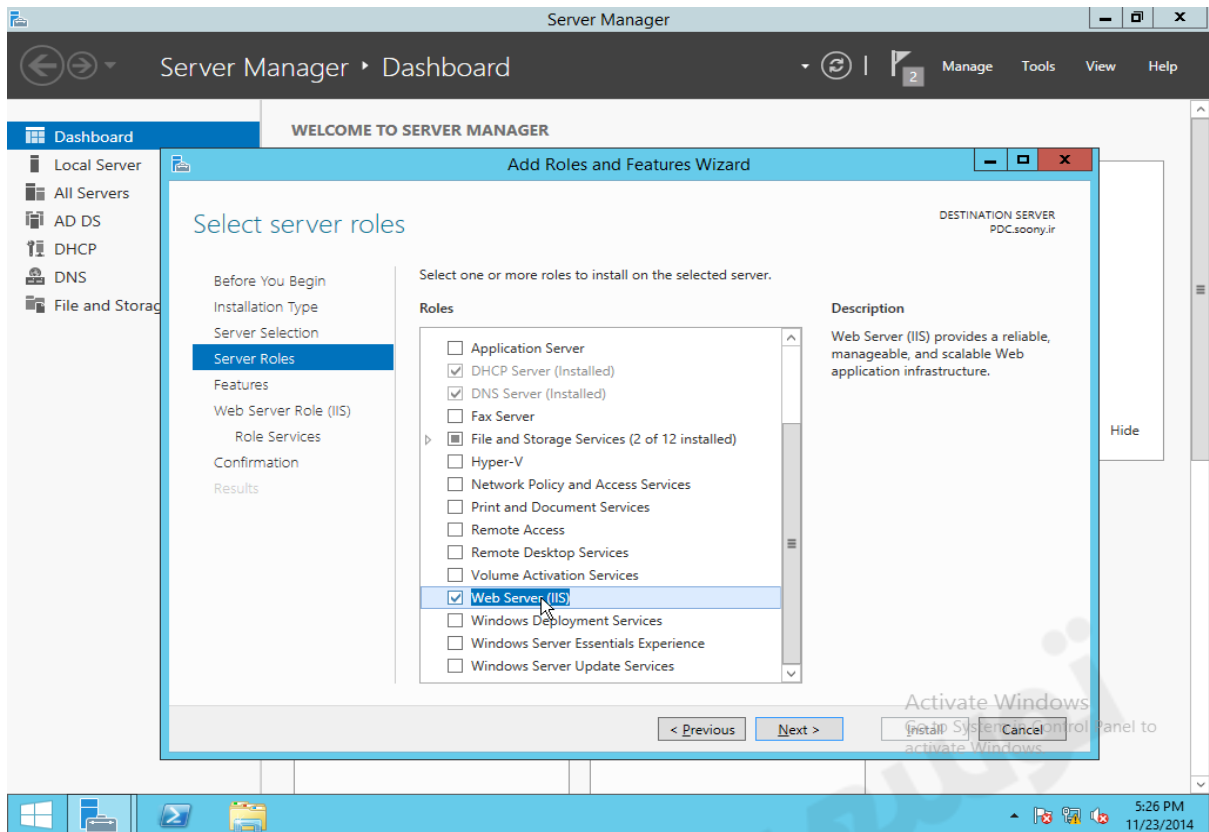 Server Manager
Server Manager ‣ Dashboard
2
Manage
Tools
View
Help
Dashboard
Local Server
All Servers
AD DS
DHCP
DNS
File and Storag
WELCOME TO SERVER MANAGER
Hide
Add Roles and Features Wizard
Select server roles
DESTINATION SERVER
PDC.soony.ir
Before You Begin
Installation Type
Server Selection
Server Roles
Features
Web Server Role (IIS)
Role Services
Confirmation
Results
Select one or more roles to install on the selected server.
Roles
Application Server
DHCP Server (Installed)
DNS Server (Installed)
Fax Server
File and Storage Services (2 of 12 installed)
Hyper-V
Network Policy and Access Services
Print and Document Services
Remote Access
Remote Desktop Services
Volume Activation Services
Web Server (IIS)
Windows Deployment Services
Windows Server Essentials Experience
Windows Server Update Services
Description
Web Server (IIS) provides a reliable,
manageable, and scalable Web
application infrastructure.
< Previous
Next >
Install
Cancel
Activate Windows
Go to System in Control Panel to
activate Windows.
5:26 PM
11/23/2014